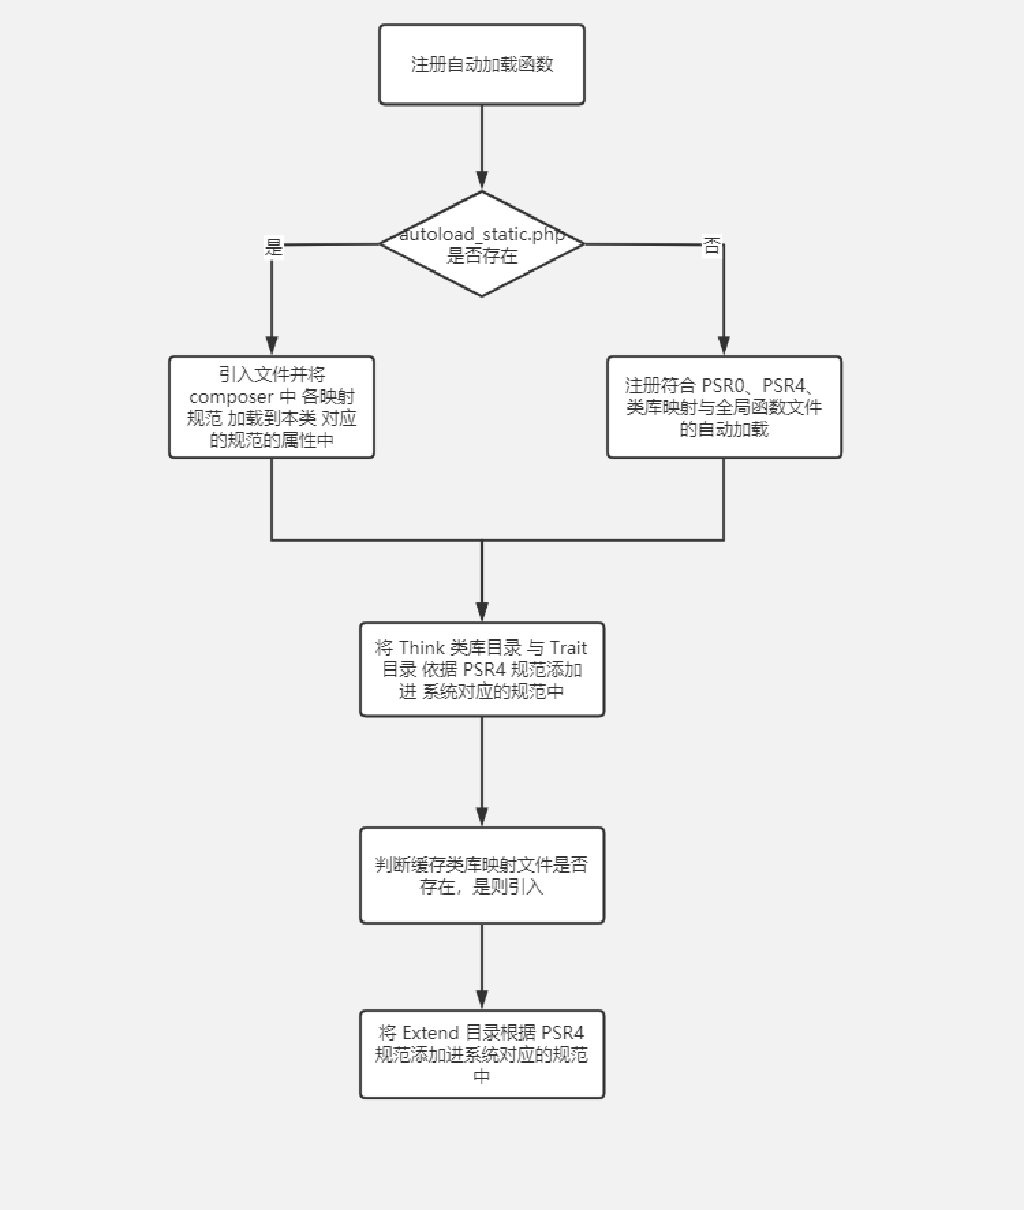 注册自动加载函数
autoload_static.php
是否存在
是
否
引入文件并将
composer 中 各映射
规范 加载到本类 对应
的规范的属性中
注册符合 PSR0、PSR4、
类库映射与全局函数文件
的自动加载
将 Think 类库目录 与 Trait
目录 依据 PSR4 规范添加
进 系统对应的规范中
判断缓存类库映射文件是否
存在，是则引入
将 Extend 目录根据 PSR4
规范添加进系统对应的规范
中